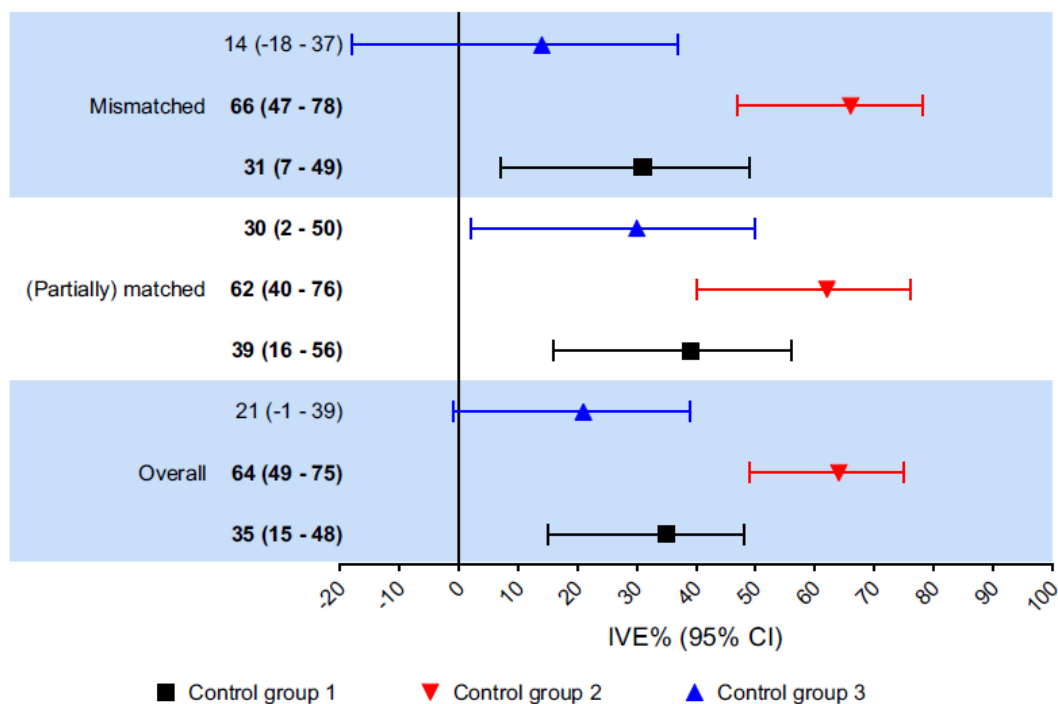 14 (-18 - 37)
Mismatched 66 (47 - 78)
31 (7 - 49)
30 (2 - 50)
(Partially) matched 62 (40 - 76)
39 (16 - 56)
21 (-1 - 39)
Overall 64 (49 - 75)
35 (15 - 48)
-20 -10 0 10 20 30 40 50 60 70 80 90 100
IVE% (95% CI)
Control group 1 Control group 2 Control group 3